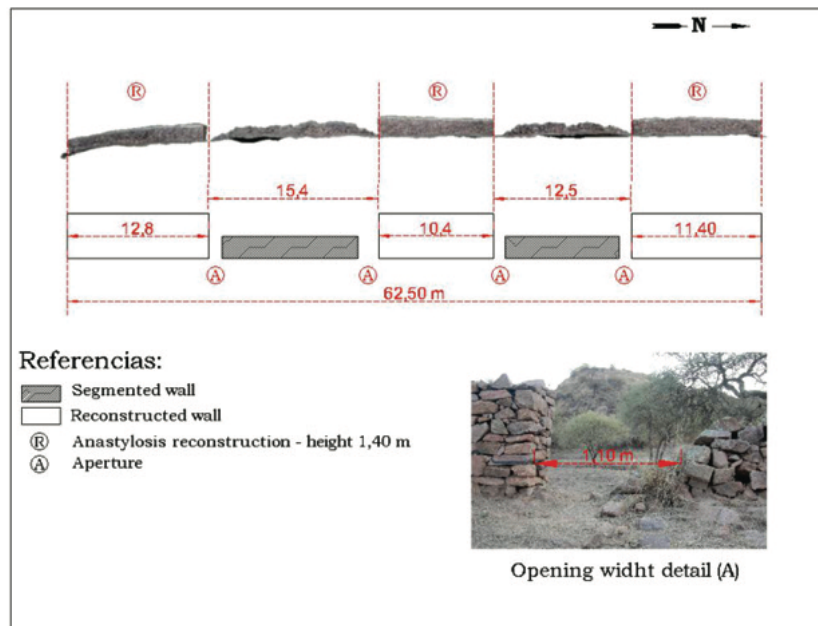 N
R R R
15,4 12,5
12,8 10,4 11,40
A A A A
62,50 m
Referencias:
Segmented wall
Reconstructed wall
R Anastylosis reconstruction - height 1,40 m
A Aperture
1,10 m
Opening widht detail (A)